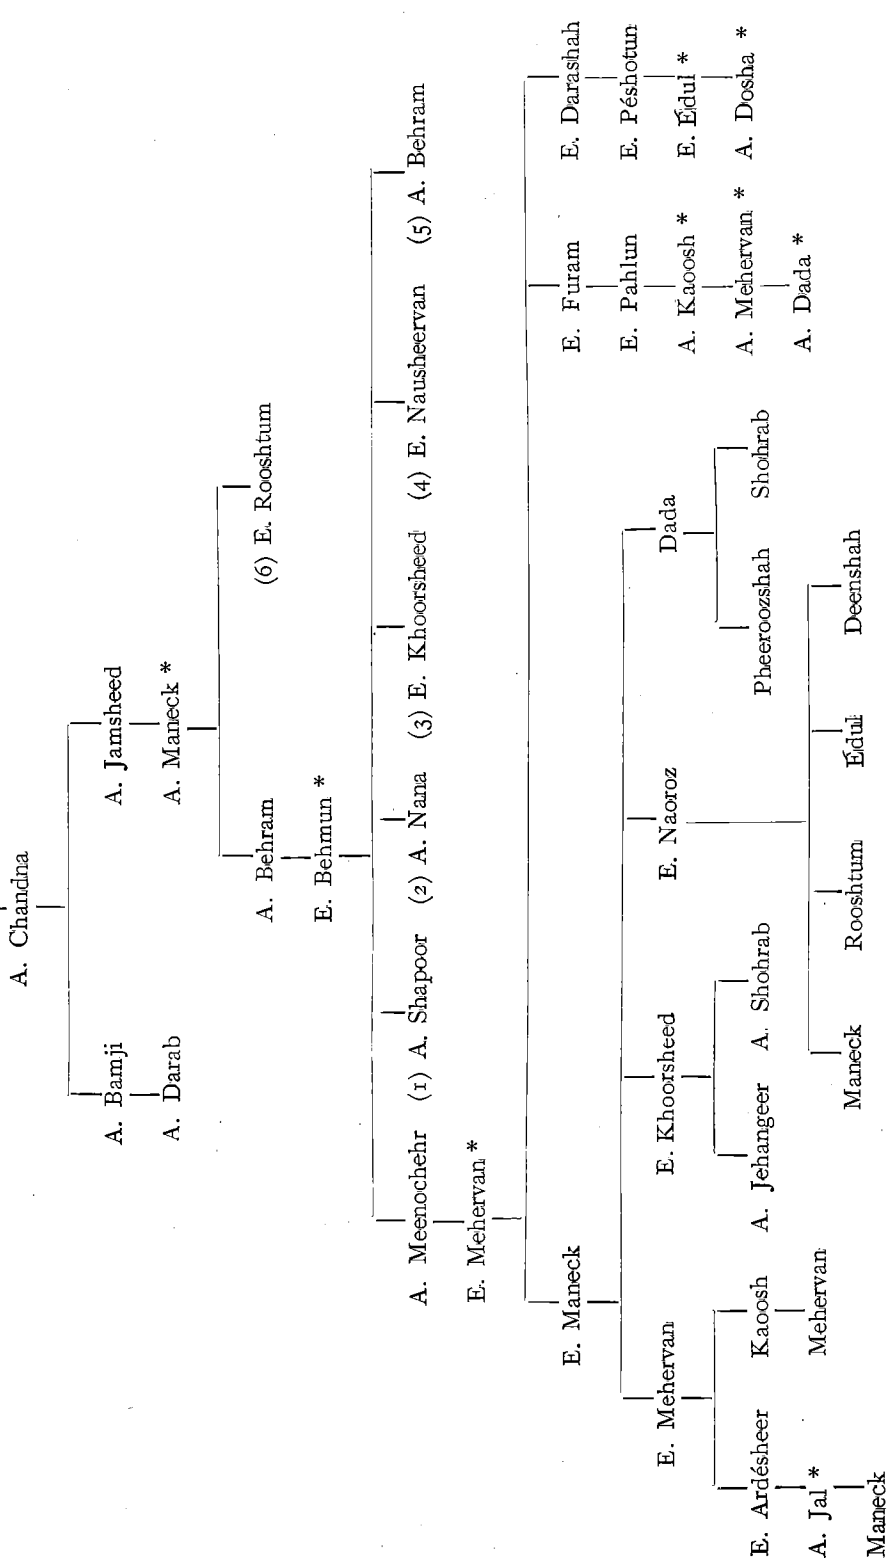 A. Chandna
A. Bamji A. Jamsheed
A. Darab A. Maneck *
A. Behram (6) E. Rooshtum
E. Behmun *
A. Meenochehr (1) A. Shapoor (2) A. Nana (3) E. Khoorsheed (4) E. Nausheervan (5) A. Behram
E. Mehervan *
E. Maneck E. Furam E. Darashah
E. Pahlun E. Péshotun
E. Mehervan E. Khoorsheed E. Naoroz Dada A. Kaoosh * E. Édul *
E. Ardésheer Kaoosh A. Jehangeer A. Shohrab Pheeroozshah Shohrab A. Mehervan * A. Dosha *
A. Jal * Mehervan A. Dada *
Maneck Rooshtum Édul Deenshah
Maneck